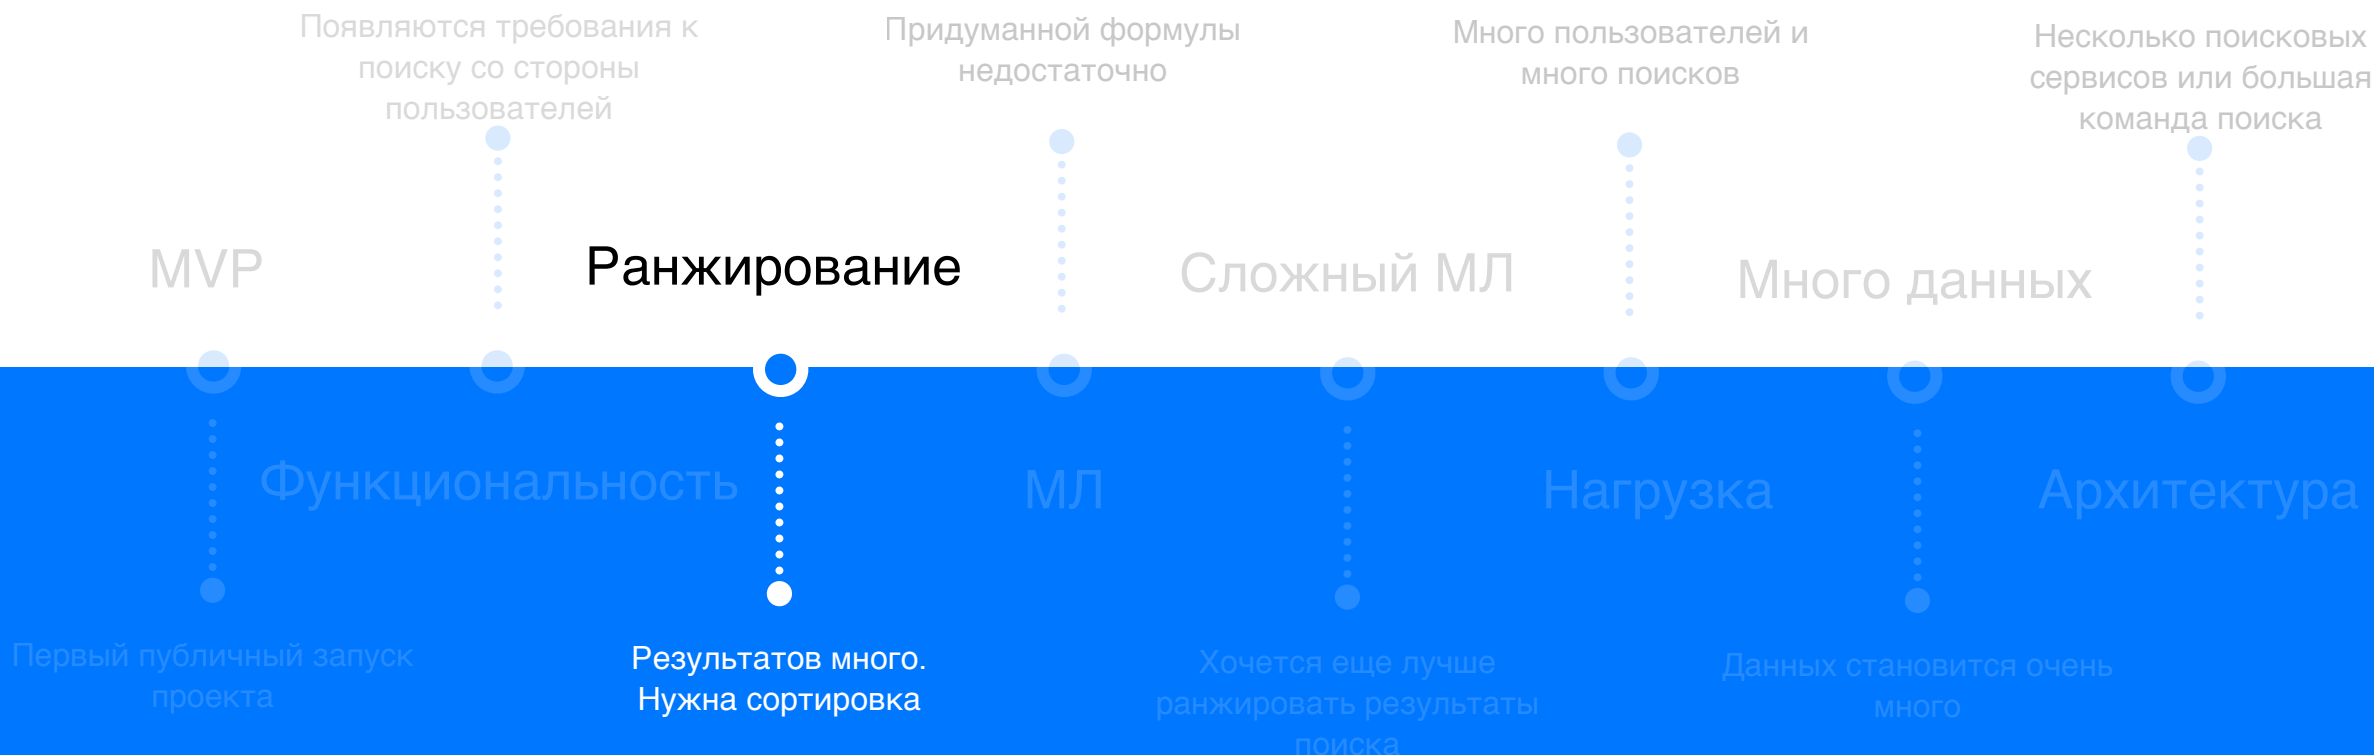 Появляются требования к
поиску со стороны
пользователей
Придуманной формулы
недостаточно
Много пользователей и
много поисков
Несколько поисковых
сервисов или большая
команда поиска
MVP
Ранжирование
Сложный МЛ
Много данных
Функциональность
МЛ
Нагрузка
Архитектура
Первый публичный запуск
проекта
Результатов много.
Нужна сортировка
Хочется еще лучше
ранжировать результаты
поиска
Данных становится очень
много